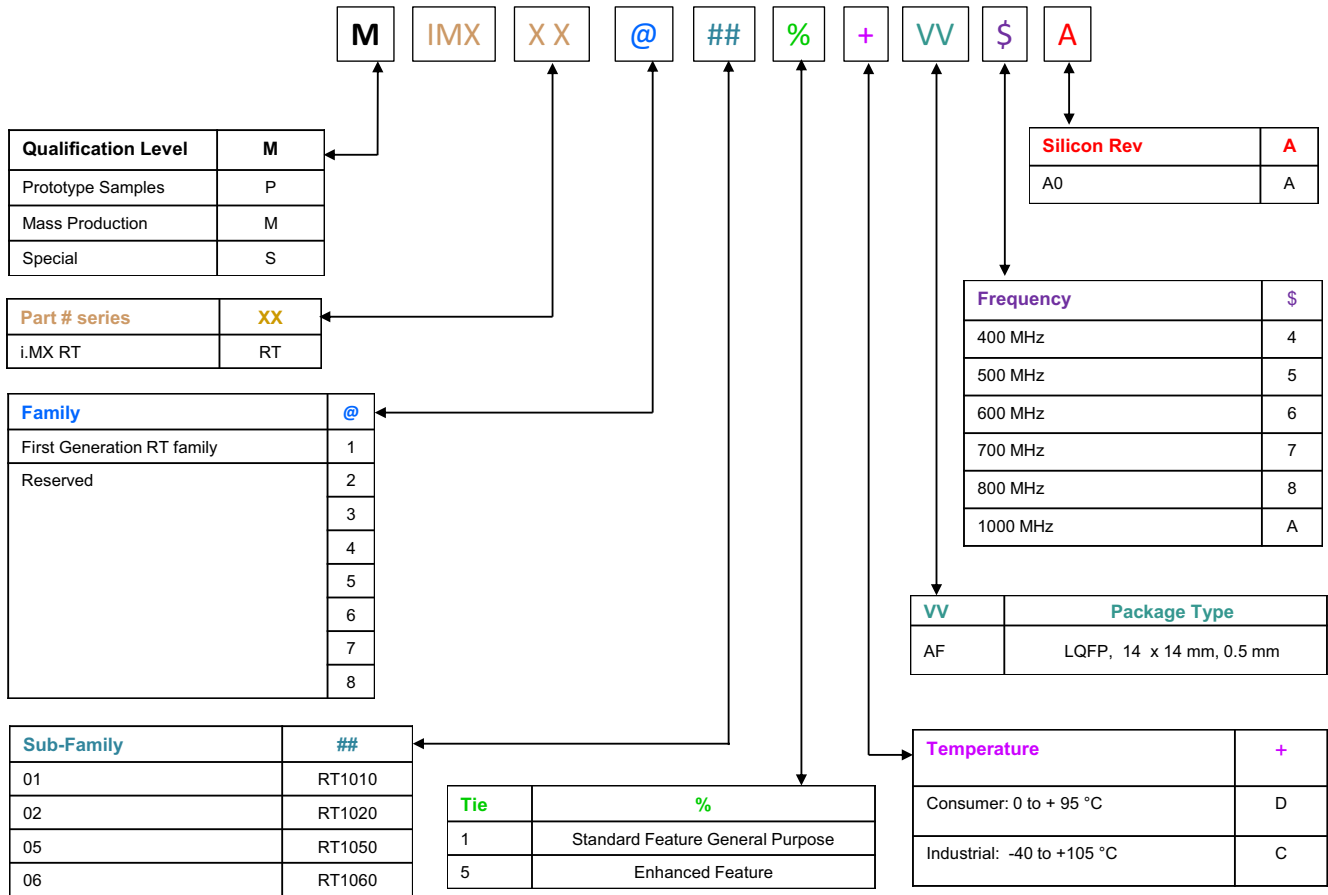 M IMX X X @ ## % + VV $ A
Qualification Level M
Prototype Samples P
Mass Production M
Special S
Part # series XX
i.MX RT RT
Family @
First Generation RT family 1
Reserved 2
3
4
5
6
7
8
Sub-Family ##
01 RT1010
02 RT1020
05 RT1050
06 RT1060
Tie %
1 Standard Feature General Purpose
5 Enhanced Feature
Silicon Rev A
A0 A
Frequency $
400 MHz 4
500 MHz 5
600 MHz 6
700 MHz 7
800 MHz 8
1000 MHz A
VV Package Type
AF LQFP, 14 x 14 mm, 0.5 mm
Temperature +
Consumer: 0 to + 95 °C D
Industrial: -40 to +105 °C C